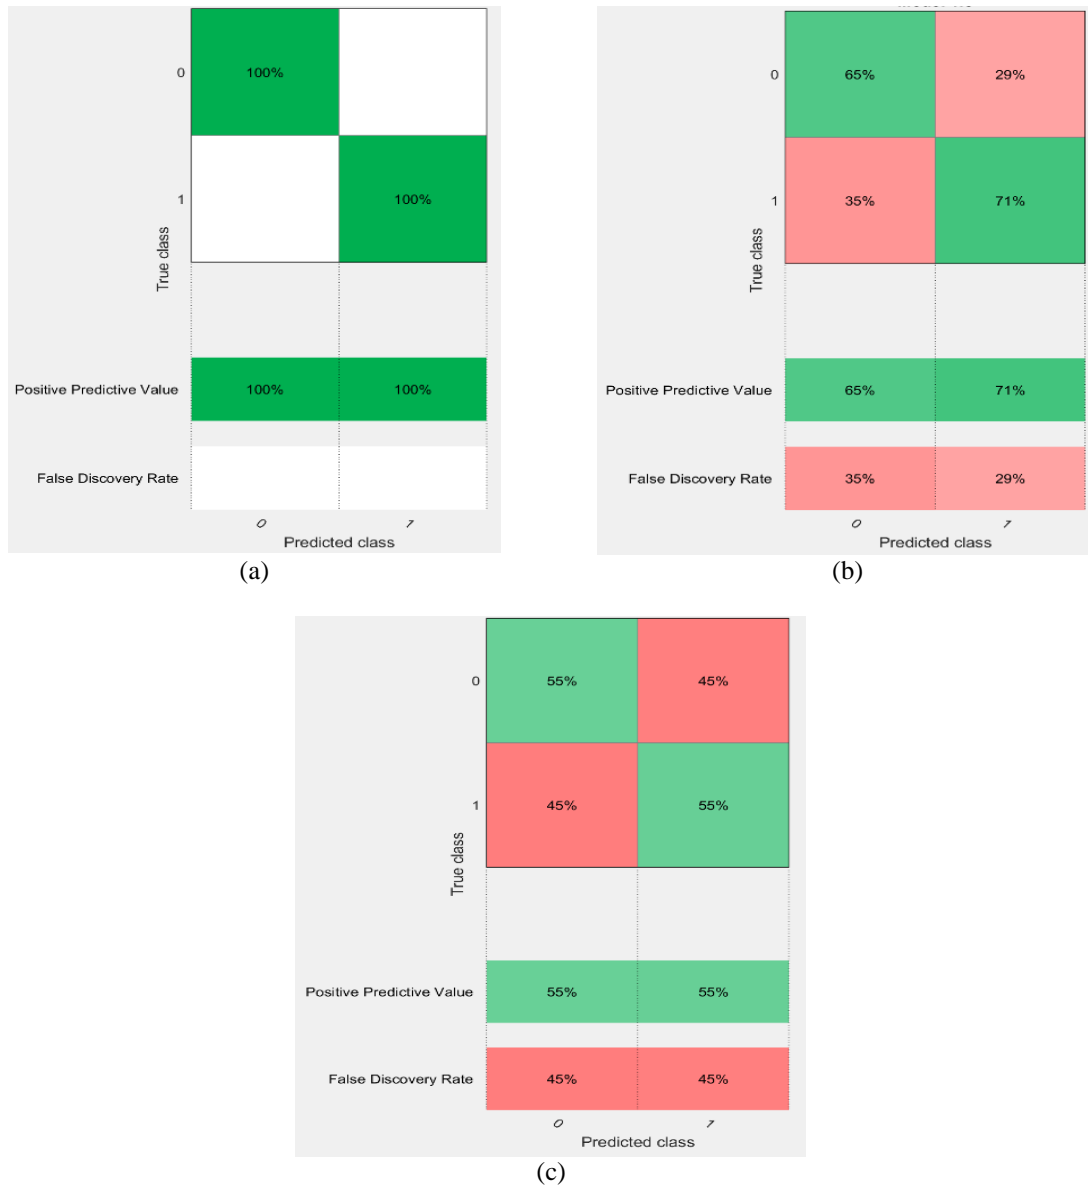 0
100%
1
100%
True class
Positive Predictive Value
100%
100%
False Discovery Rate
0
1
Predicted class
(a)
0
65%
29%
1
35%
71%
True class
Positive Predictive Value
65%
71%
False Discovery Rate
35%
29%
0
1
Predicted class
(b)
0
55%
45%
1
45%
55%
True class
Positive Predictive Value
55%
55%
False Discovery Rate
45%
45%
0
1
Predicted class
(c)